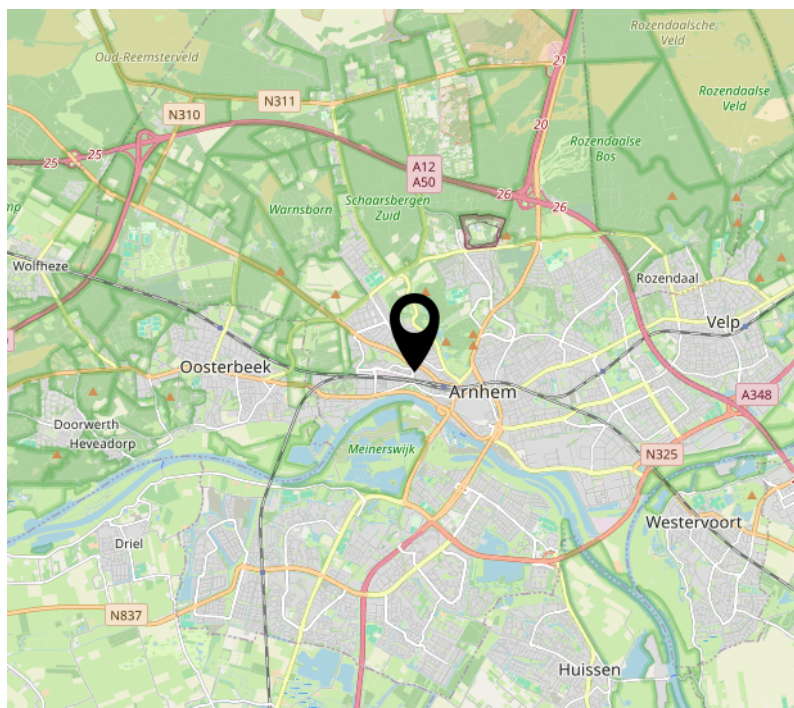 Oud-Reemsterveld
Rozendaalsche
Veld
21
N311
N310
Rozendaalse
Veld
20
Rozendaalse
Bos
25
25
A12
A50
26
26
Warnsborn
Schaarsbergen
Zuid
Wolfheze
Rozendaal
Velp
Oosterbeek
Arnhem
A348
Doorwerth
Heveadorp
Meinerswijk
N325
Westervoort
Driel
N837
Huissen